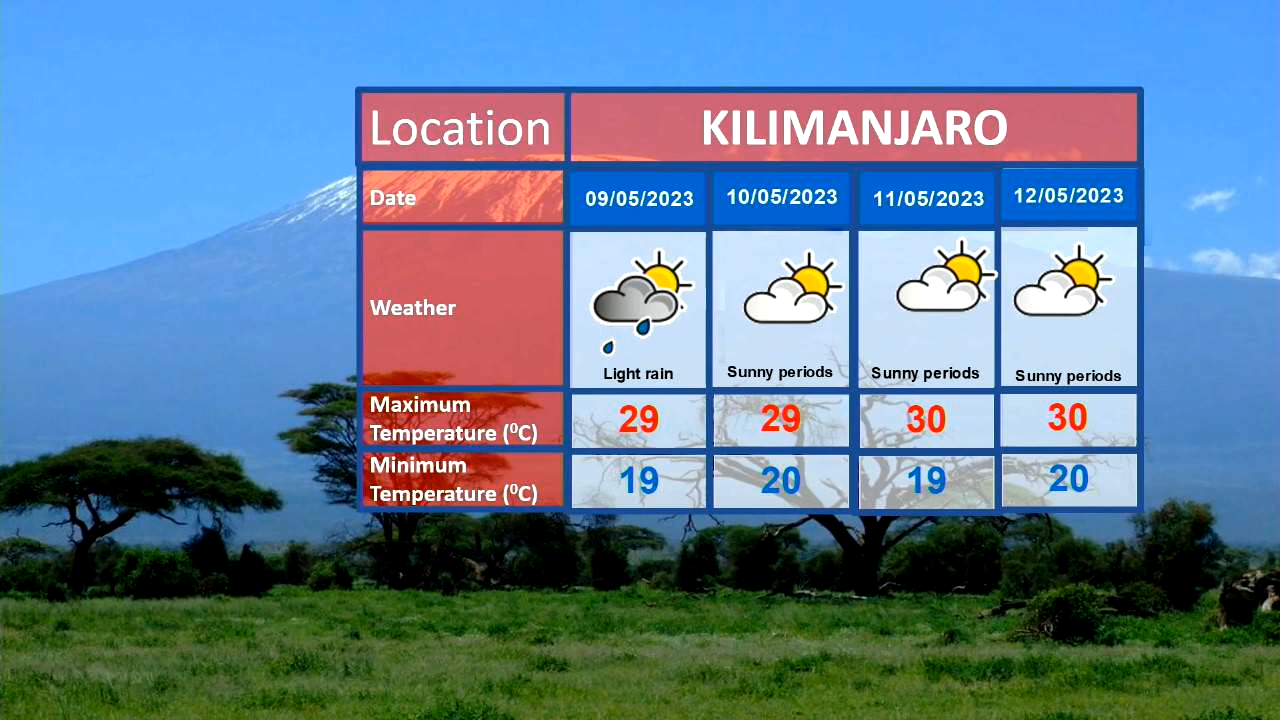 Location KILIMANJARO
Date 09/05/2023 10/05/2023 11/05/2023 12/05/2023
Weather
Light rain Sunny periods Sunny periods Sunny periods
Maximum
Temperature (⁰C) 29 29 30 30
Minimum
Temperature (⁰C) 19 20 19 20